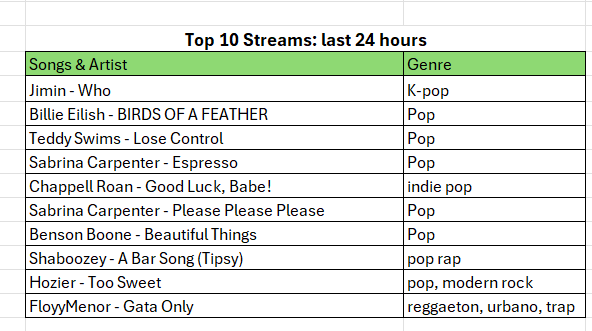 Top 10 Streams: last 24 hours
Songs & Artist Genre
Jimin - Who K-pop
Billie Eilish - BIRDS OF A FEATHER Pop
Teddy Swims - Lose Control Pop
Sabrina Carpenter - Espresso Pop
Chappell Roan - Good Luck, Babe! indie pop
Sabrina Carpenter - Please Please Please Pop
Benson Boone - Beautiful Things Pop
Shaboozey - A Bar Song (Tipsy) pop rap
Hozier - Too Sweet pop, modern rock
FloyyMenor - Gata Only reggaeton, urbano, trap